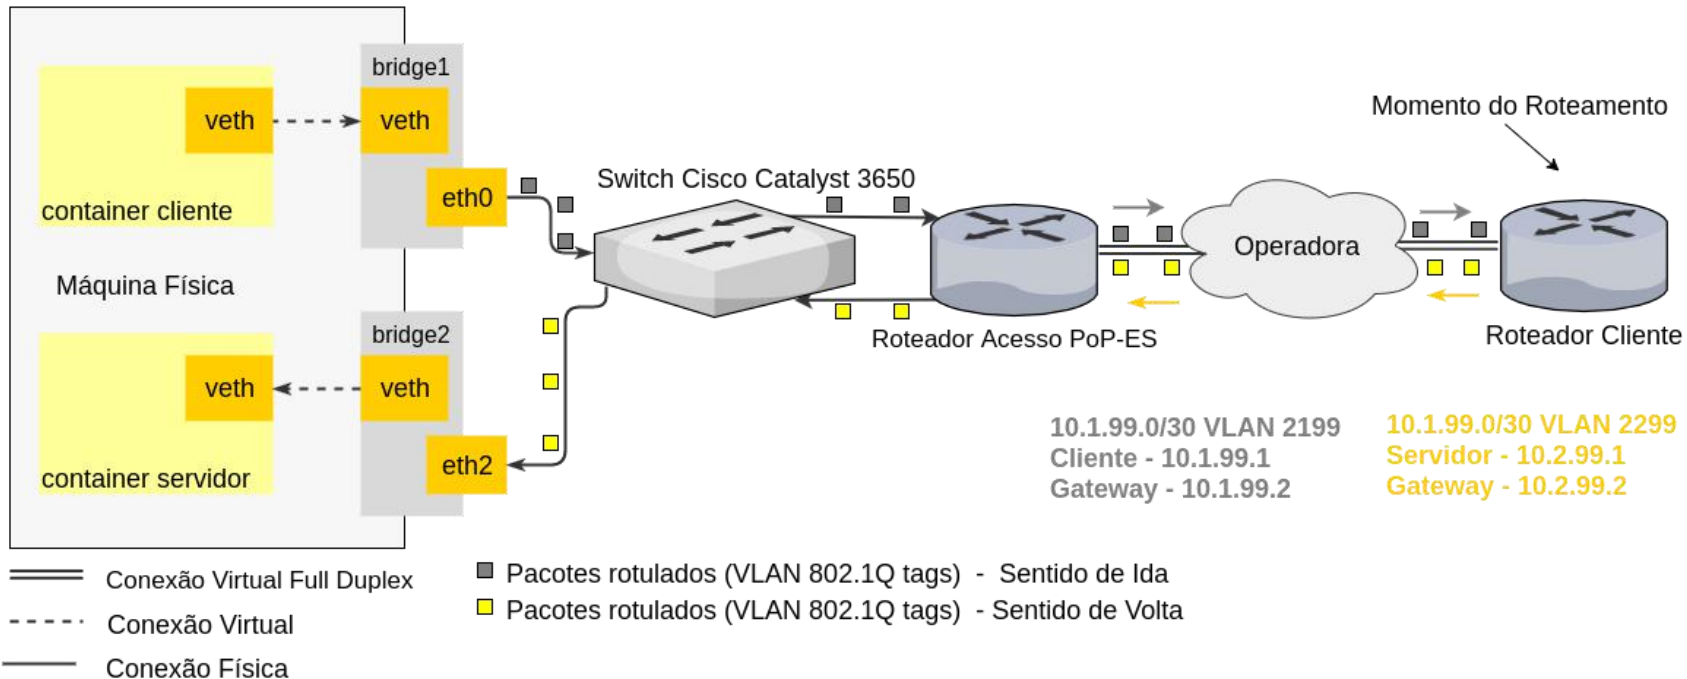 bridge1
veth
veth
eth0
container cliente
Máquina Física
bridge2
veth
veth
eth2
container servidor
Switch Cisco Catalyst 3650
Roteador Acesso PoP-ES
Operadora
Momento do Roteamento
Roteador Cliente
10.1.99.0/30 VLAN 2199
Cliente - 10.1.99.1
Gateway - 10.1.99.2
10.1.99.0/30 VLAN 2299
Servidor - 10.2.99.1
Gateway - 10.2.99.2
Conexão Virtual Full Duplex
Conexão Virtual
Conexão Física
Pacotes rotulados (VLAN 802.1Q tags) - Sentido de Ida
Pacotes rotulados (VLAN 802.1Q tags) - Sentido de Volta